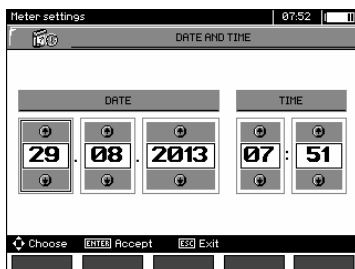 Meter settings 07:52
DATE AND TIME
DATE TIME
29 . 08 . 2013 07 : 51
Choose ENTER Accept ESC Exit